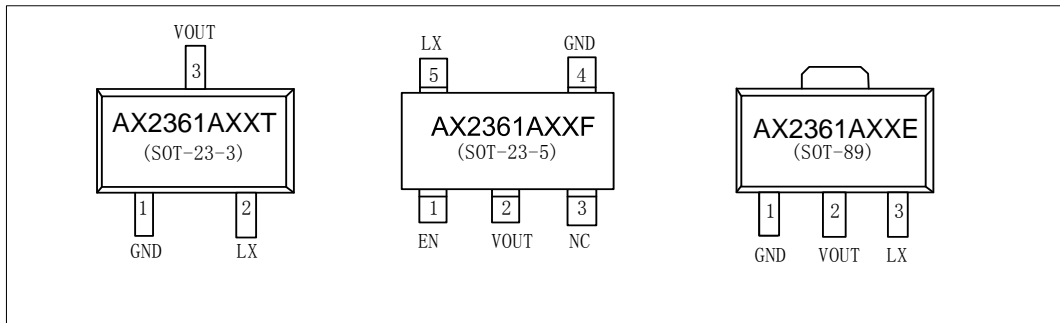 VOUT
3
AX2361AXXT
(SOT-23-3)
1
2
GND
LX
LX
GND
5
4
AX2361AXXF
(SOT-23-5)
1
2
3
EN
VOUT
NC
AX2361AXXE
(SOT-89)
1
2
3
GND
VOUT
LX